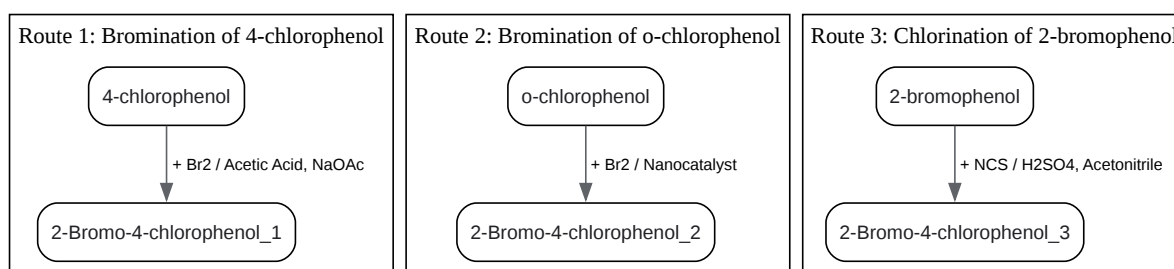 Route 1: Bromination of 4-chlorophenol
4-chlorophenol
+ Br2 / Acetic Acid, NaOAc
2-Bromo-4-chlorophenol_1
Route 2: Bromination of o-chlorophenol
o-chlorophenol
+ Br2 / Nanocatalyst
2-Bromo-4-chlorophenol_2
Route 3: Chlorination of 2-bromophenol
2-bromophenol
+ NCS / H2SO4, Acetonitrile
2-Bromo-4-chlorophenol_3